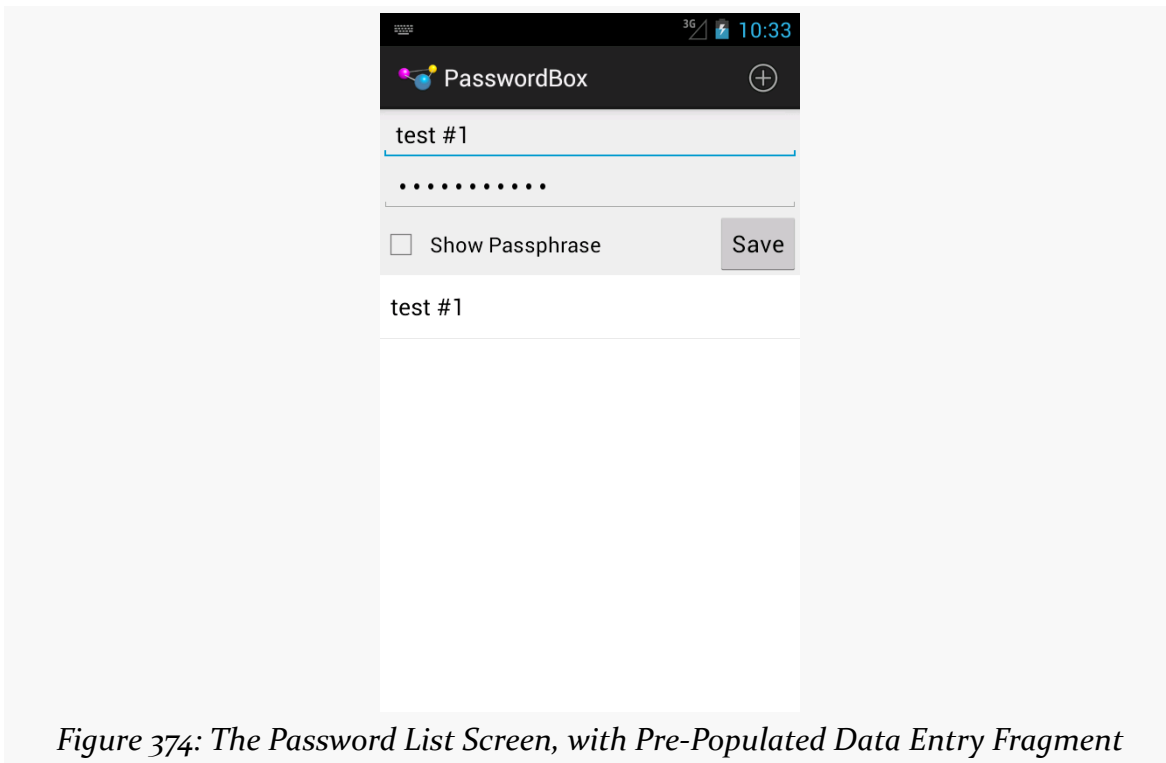 3G 10:33
PasswordBox
test #1
•••••••••••
Show Passphrase Save
test #1
Figure 374: The Password List Screen, with Pre-Populated Data Entry Fragment